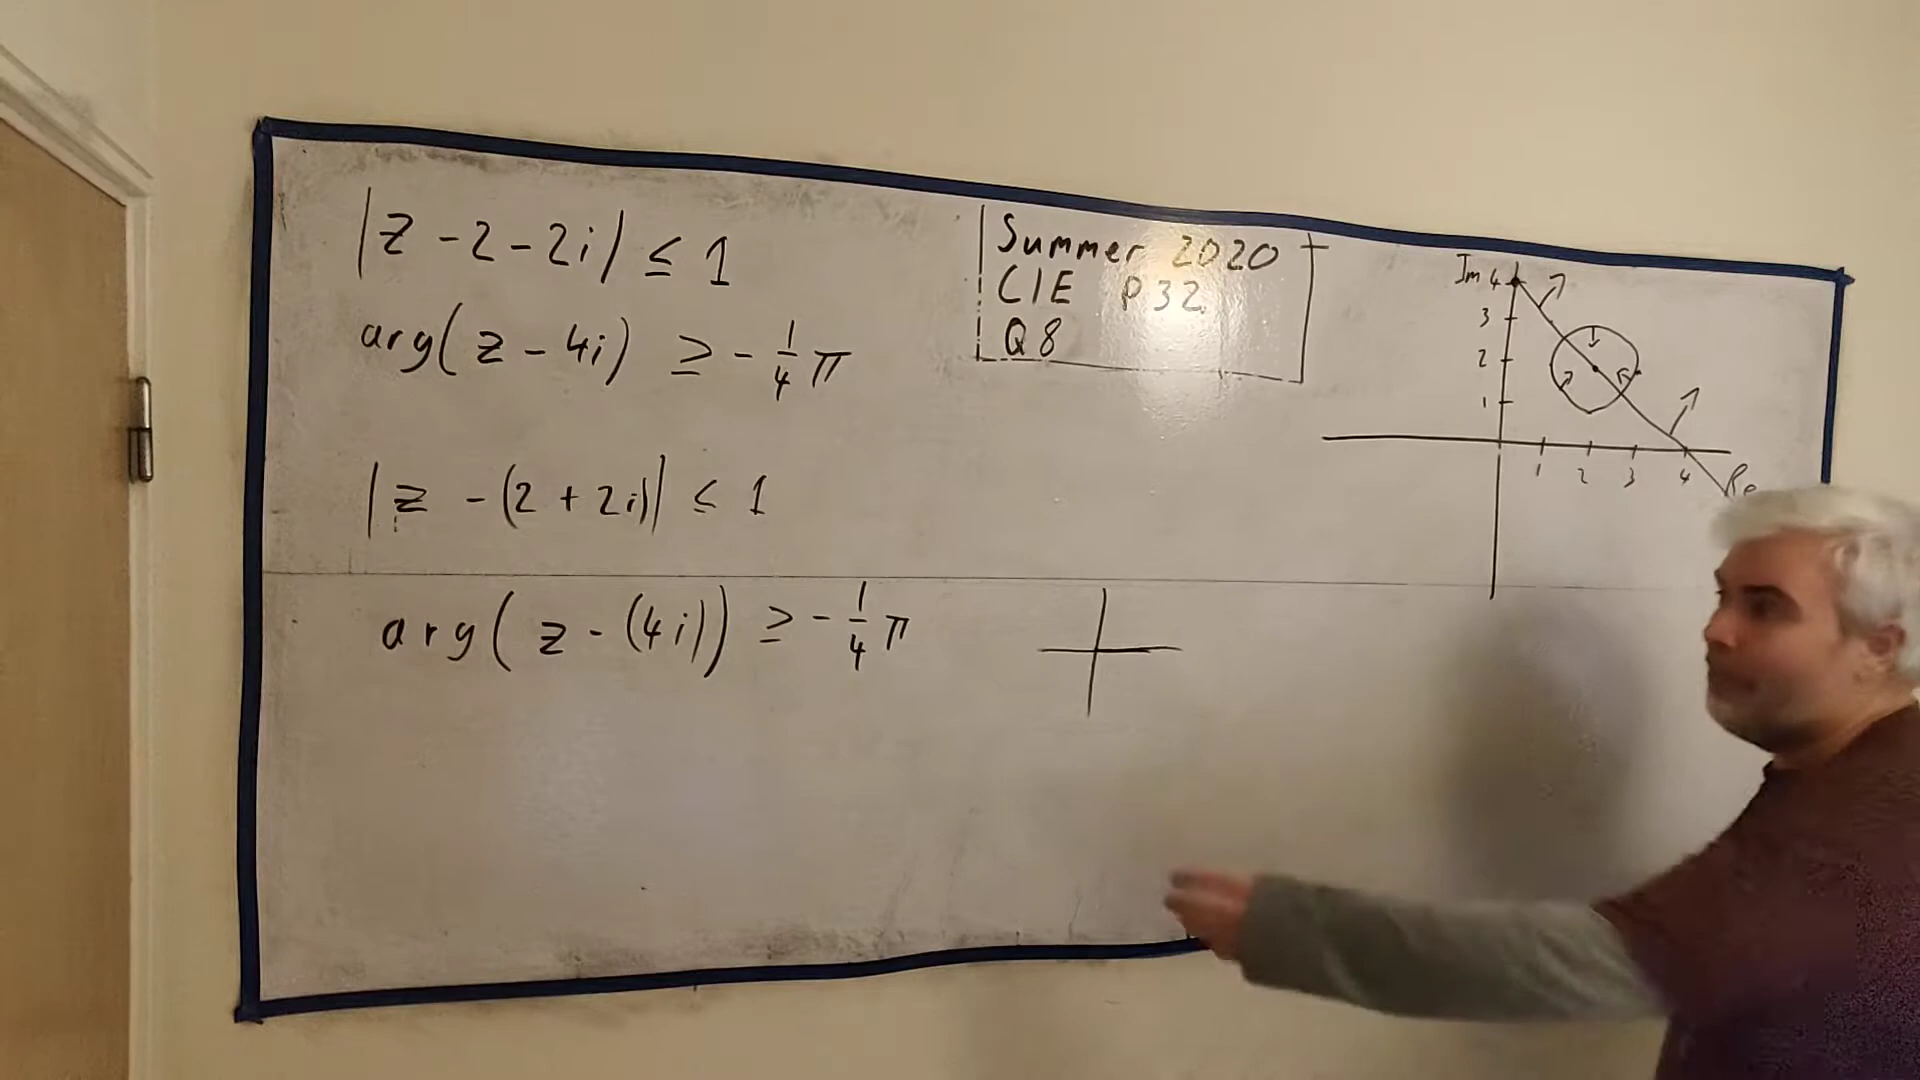 |z - 2 - 2i| ≤ 1
arg(z - 4i) ≥ - 1/4 π
|z - (2 + 2i)| ≤ 1
arg(z - (4i)) ≥ - 1/4 π
Summer 2020
CIE P32
Q8
Im 4
3
2
1
1 2 3 4 Re